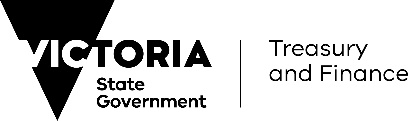 VICTORIA
State
Government
Treasury
and Finance